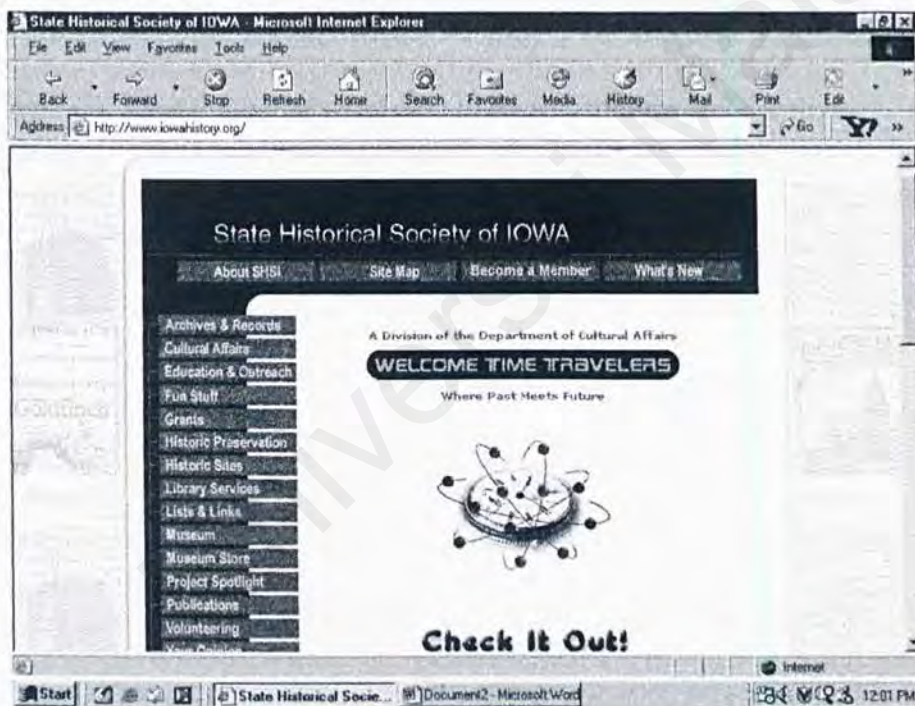 State Historical Society of IOWA - Microsoft Internet Explorer
File Edit View Favorites Tools Help
Back Forward Stop Refresh Home Search Favorites Media History Mail Print Edit
Address http://www.iowahistory.org/ Go
State Historical Society of IOWA
About SHSI Site Map Become a Member What's New
Archives & Records
Cultural Affairs
Education & Outreach
Fun Stuff
Grants
Historic Preservation
Historic Sites
Library Services
Lists & Links
Museum
Museum Store
Project Spotlight
Publications
Volunteering
Your Opinion
A Division of the Department of Cultural Affairs
WELCOME TIME TRAVELERS
Where Past Meets Future
Check It Out!
Goldfinch
Internet
Start State Historical Socie... Document2 - Microsoft Word 12:01 PM